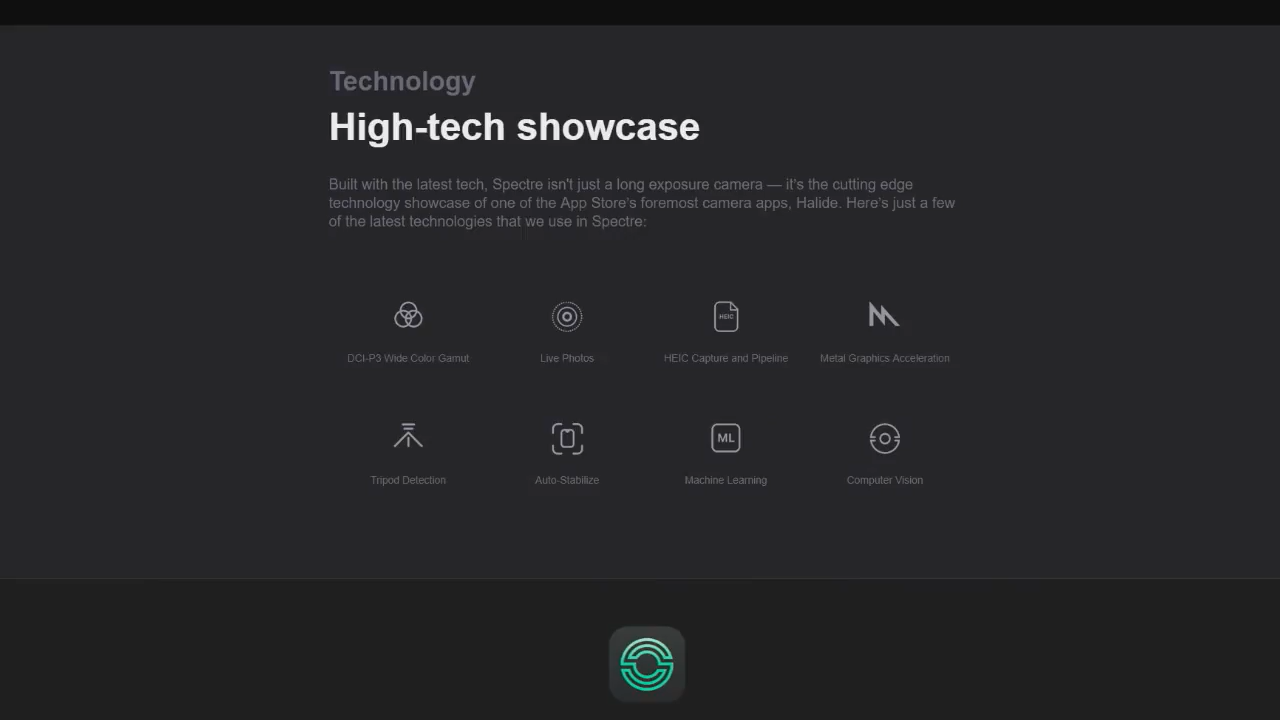 Technology
High-tech showcase
Built with the latest tech, Spectre isn't just a long exposure camera — it's the cutting edge
technology showcase of one of the App Store's foremost camera apps, Halide. Here's just a few
of the latest technologies that we use in Spectre:
HEIC
DCI-P3 Wide Color Gamut
Live Photos
HEIC Capture and Pipeline
Metal Graphics Acceleration
ML
Tripod Detection
Auto-Stabilize
Machine Learning
Computer Vision